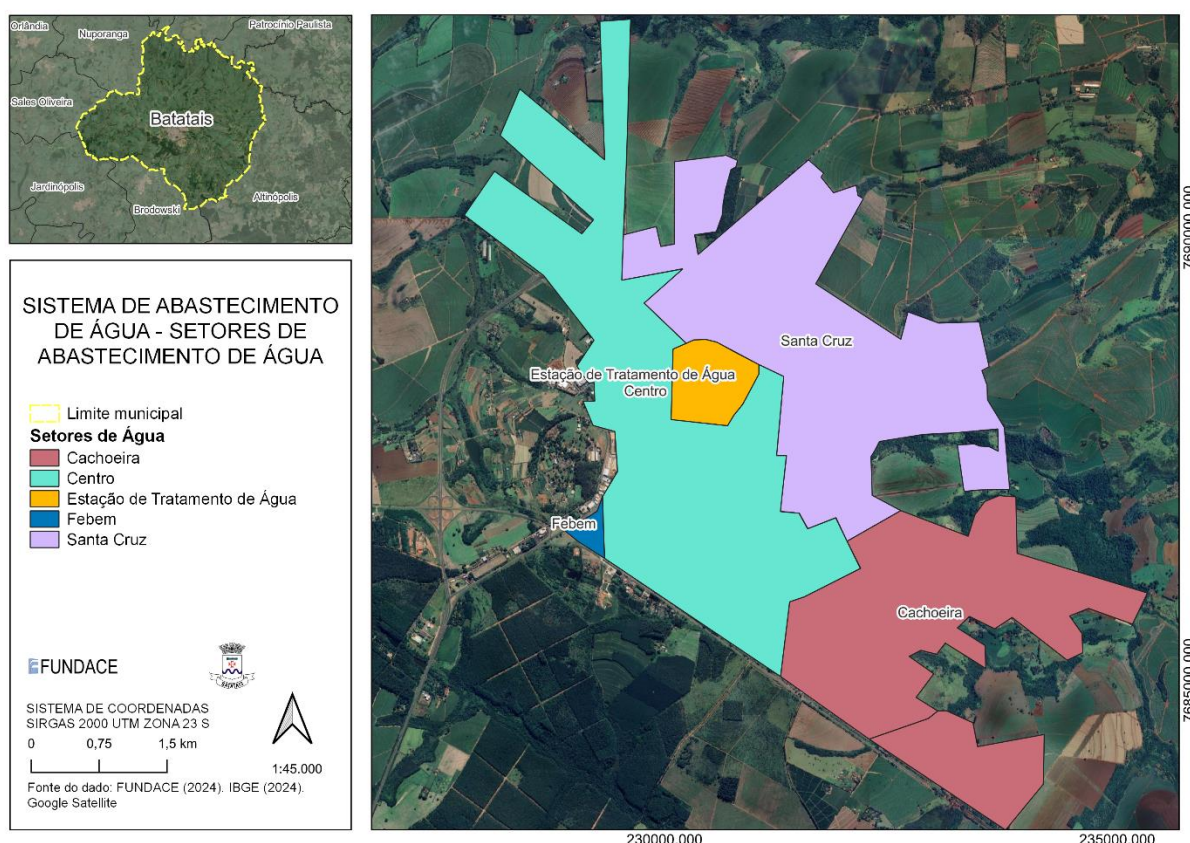 Orlândia
Nuporanga
Patrocínio Paulista
Sales Oliveira
Batatais
Jardinópolis
Brodowski
Altinópolis
SISTEMA DE ABASTECIMENTO
DE ÁGUA - SETORES DE
ABASTECIMENTO DE ÁGUA
Limite municipal
Setores de Água
Cachoeira
Centro
Estação de Tratamento de Água
Febem
Santa Cruz
FUNDACE
BATATAIS
SISTEMA DE COORDENADAS
SIRGAS 2000 UTM ZONA 23 S
0 0,75 1,5 km
1:45.000
Fonte do dado: FUNDACE (2024). IBGE (2024).
Google Satellite
Santa Cruz
Estação de Tratamento de Água
Centro
Febem
Cachoeira
7690000,000
7685000,000
230000,000
235000,000